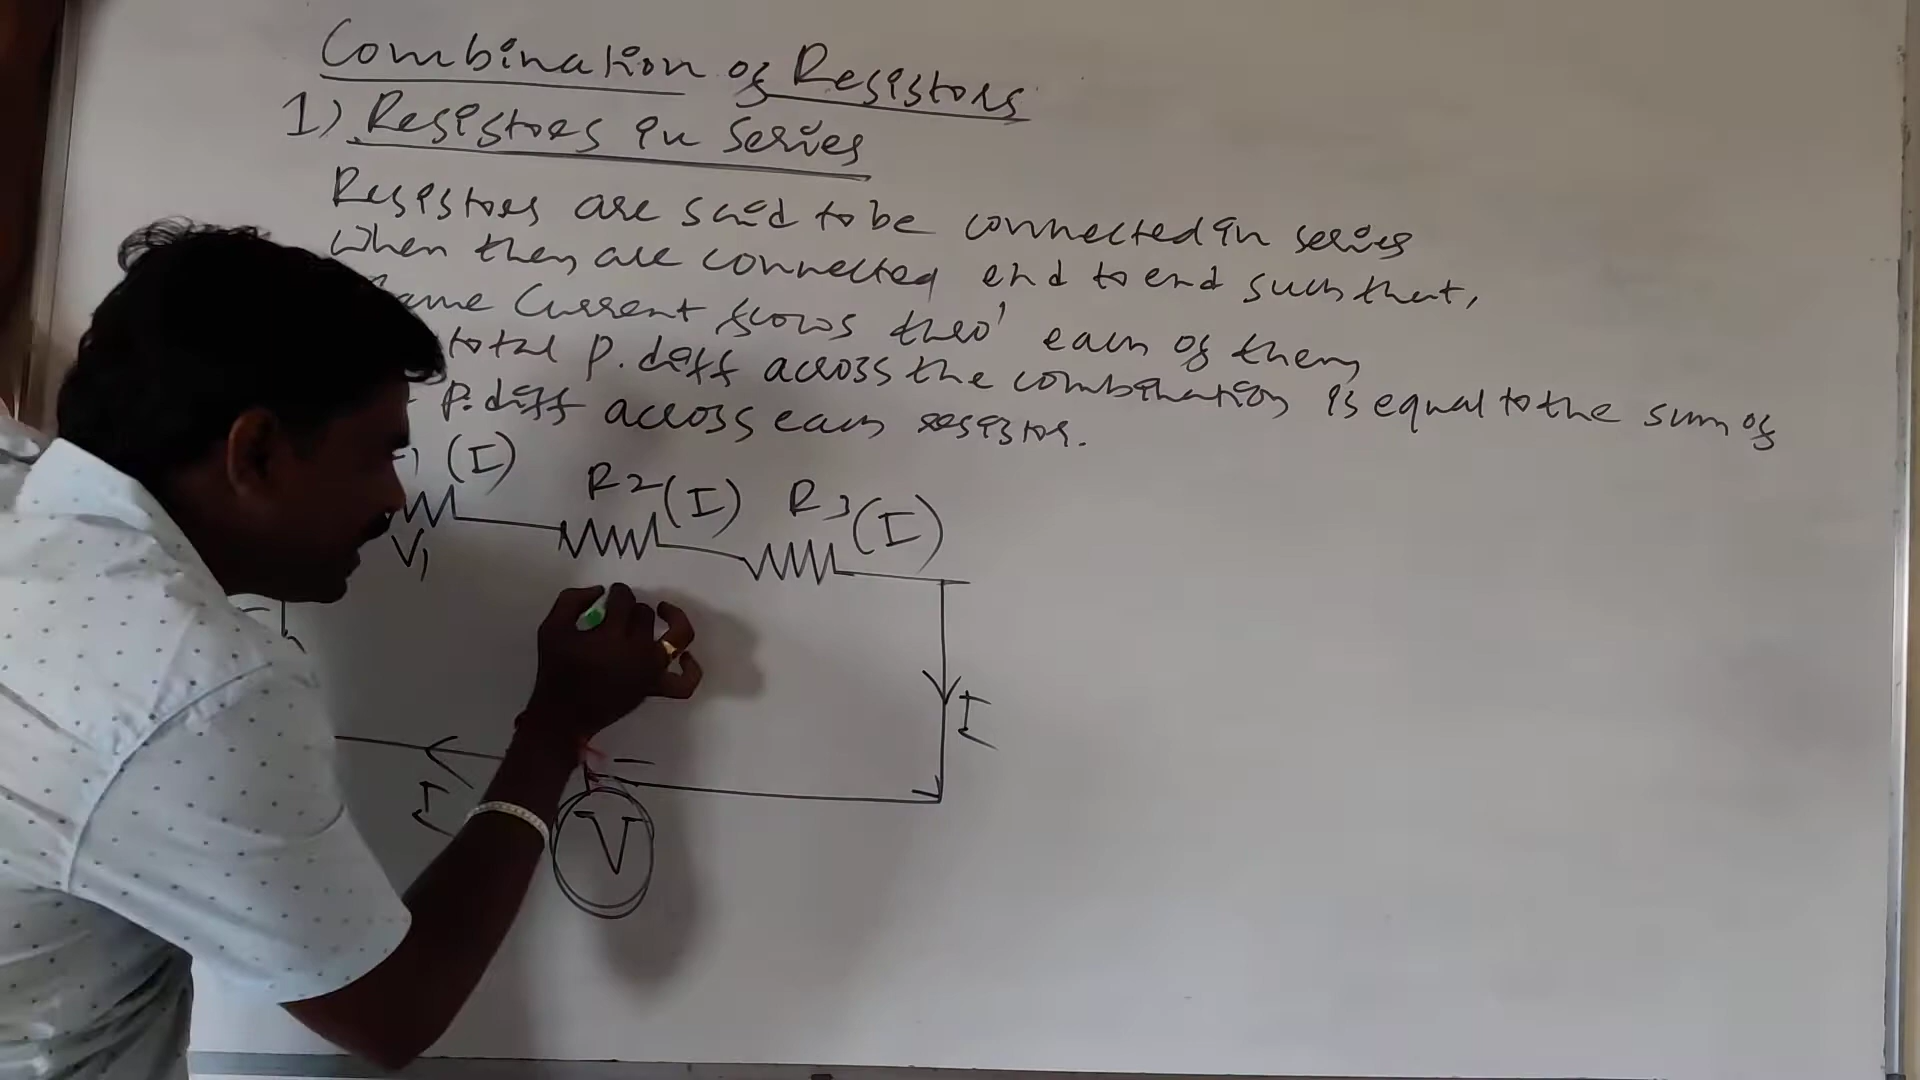 Combination of Resistors
1) Resistors in series
Resistors are said to be connected in series
when they are connected end to end such that,
same current flows thro' each of them,
total p.diff across the combination is equal to the sum of
p.diff across each resistor.
(I) R2 (I) R3 (I)
V1
I
I
V